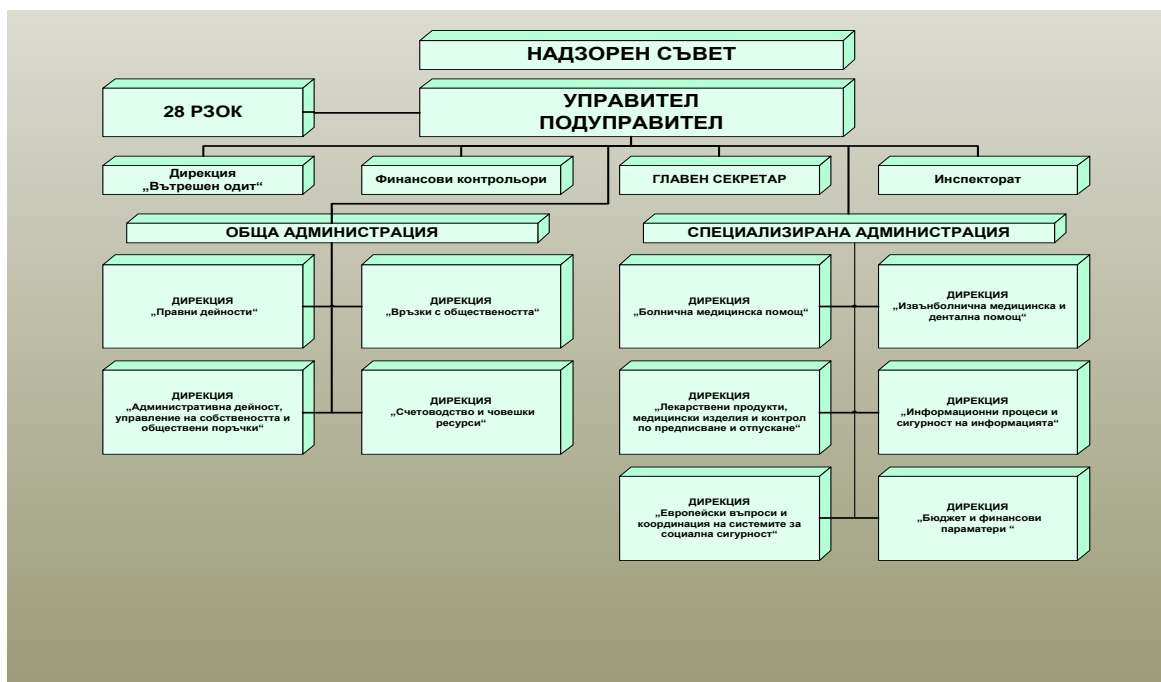 НАДЗОРЕН СЪВЕТ
28 РЗОК
УПРАВИТЕЛ
ПОДУПРАВИТЕЛ
Дирекция
„Вътрешен одит“
Финансови контрольори
ГЛАВЕН СЕКРЕТАР
Инспекторат
ОБЩА АДМИНИСТРАЦИЯ
СПЕЦИАЛИЗИРАНА АДМИНИСТРАЦИЯ
ДИРЕКЦИЯ
„Правни дейности“
ДИРЕКЦИЯ
„Връзки с обществеността“
ДИРЕКЦИЯ
„Болнична медицинска помощ“
ДИРЕКЦИЯ
„Извънболнична медицинска и
дентална помощ“
ДИРЕКЦИЯ
„Административна дейност,
управление на собствеността и
обществени поръчки“
ДИРЕКЦИЯ
„Счетоводство и човешки
ресурси“
ДИРЕКЦИЯ
„Лекарствени продукти,
медицински изделия и контрол
по предписване и отпускане“
ДИРЕКЦИЯ
„Информационни процеси и
сигурност на информацията“
ДИРЕКЦИЯ
„Европейски въпроси и
координация на системите за
социална сигурност“
ДИРЕКЦИЯ
„Бюджет и финансови
параматери “